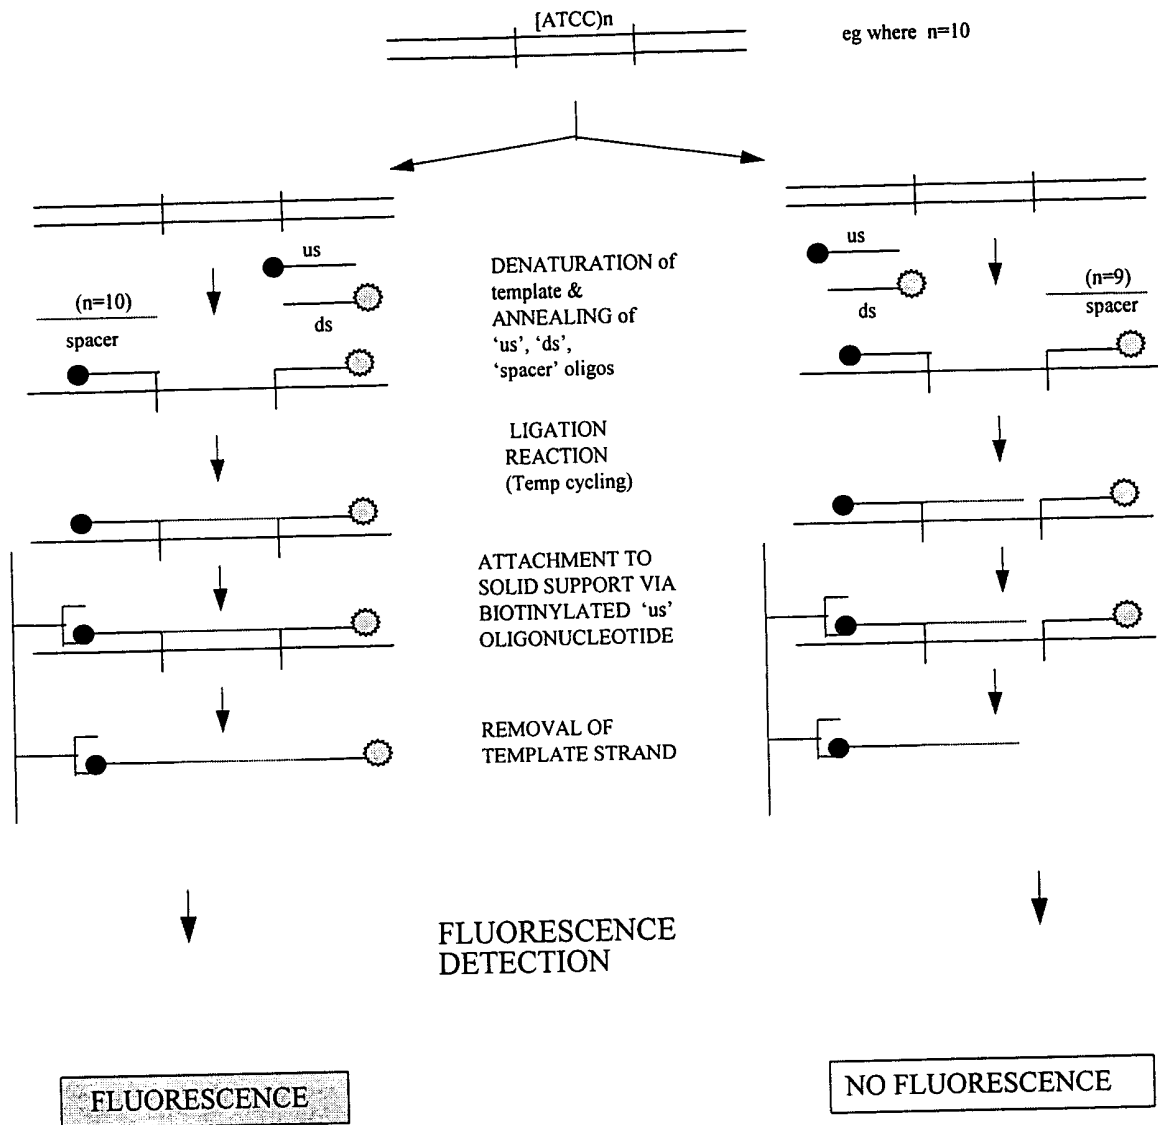 [ATCC)n
eg where n=10
us
(n=10)
spacer
ds
DENATURATION of
template &
ANNEALING of
'us', 'ds',
'spacer' oligos
us
(n=9)
spacer
ds
LIGATION
REACTION
(Temp cycling)
ATTACHMENT TO
SOLID SUPPORT VIA
BIOTINYLATED 'us'
OLIGONUCLEOTIDE
REMOVAL OF
TEMPLATE STRAND
FLUORESCENCE
DETECTION
FLUORESCENCE
NO FLUORESCENCE